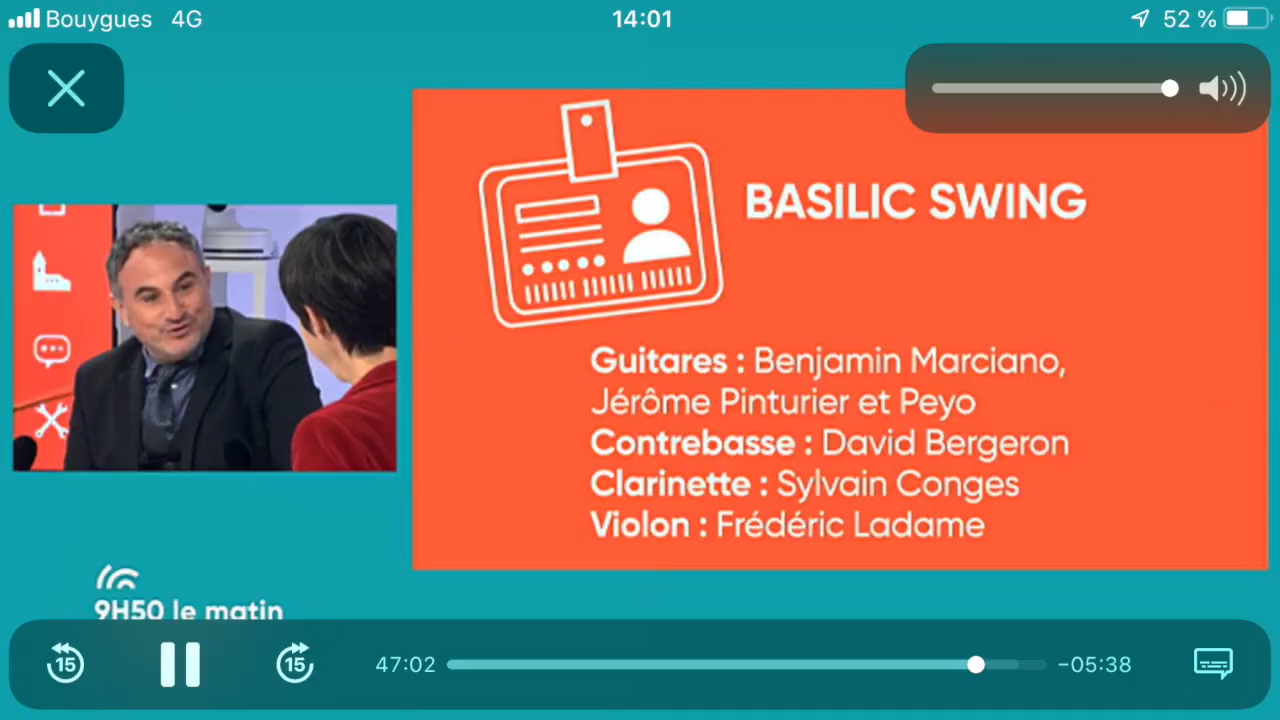 Bouygues 4G 14:01 52 %
BASILIC SWING
Guitares : Benjamin Marciano,
Jérôme Pinturier et Peyo
Contrebasse : David Bergeron
Clarinette : Sylvain Conges
Violon : Frédéric Ladame
9H50 le matin
15 15 47:02 -05:38